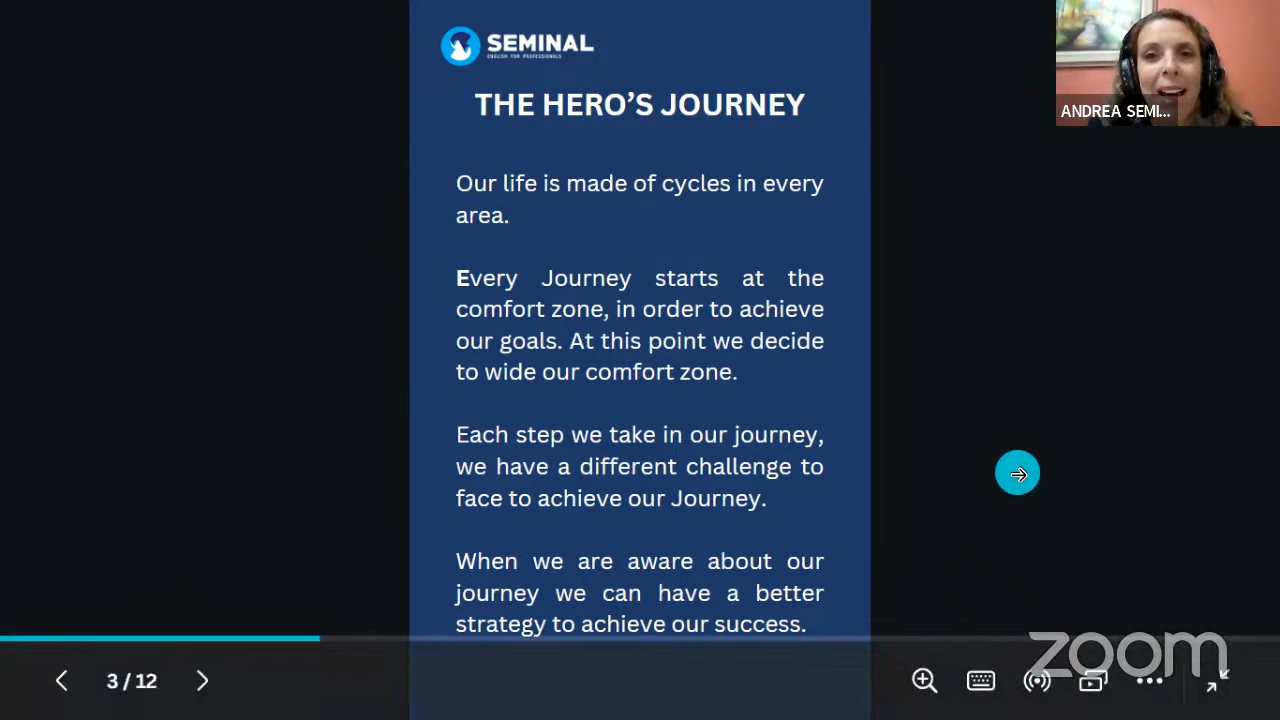 SEMINAL
ENGLISH FOR PROFESSIONALS
THE HERO'S JOURNEY
ANDREA SEMI...
Our life is made of cycles in every
area.
Every Journey starts at the
comfort zone, in order to achieve
our goals. At this point we decide
to wide our comfort zone.
Each step we take in our journey,
we have a different challenge to
face to achieve our Journey.
When we are aware about our
journey we can have a better
strategy to achieve our success.
zoom
3 / 12